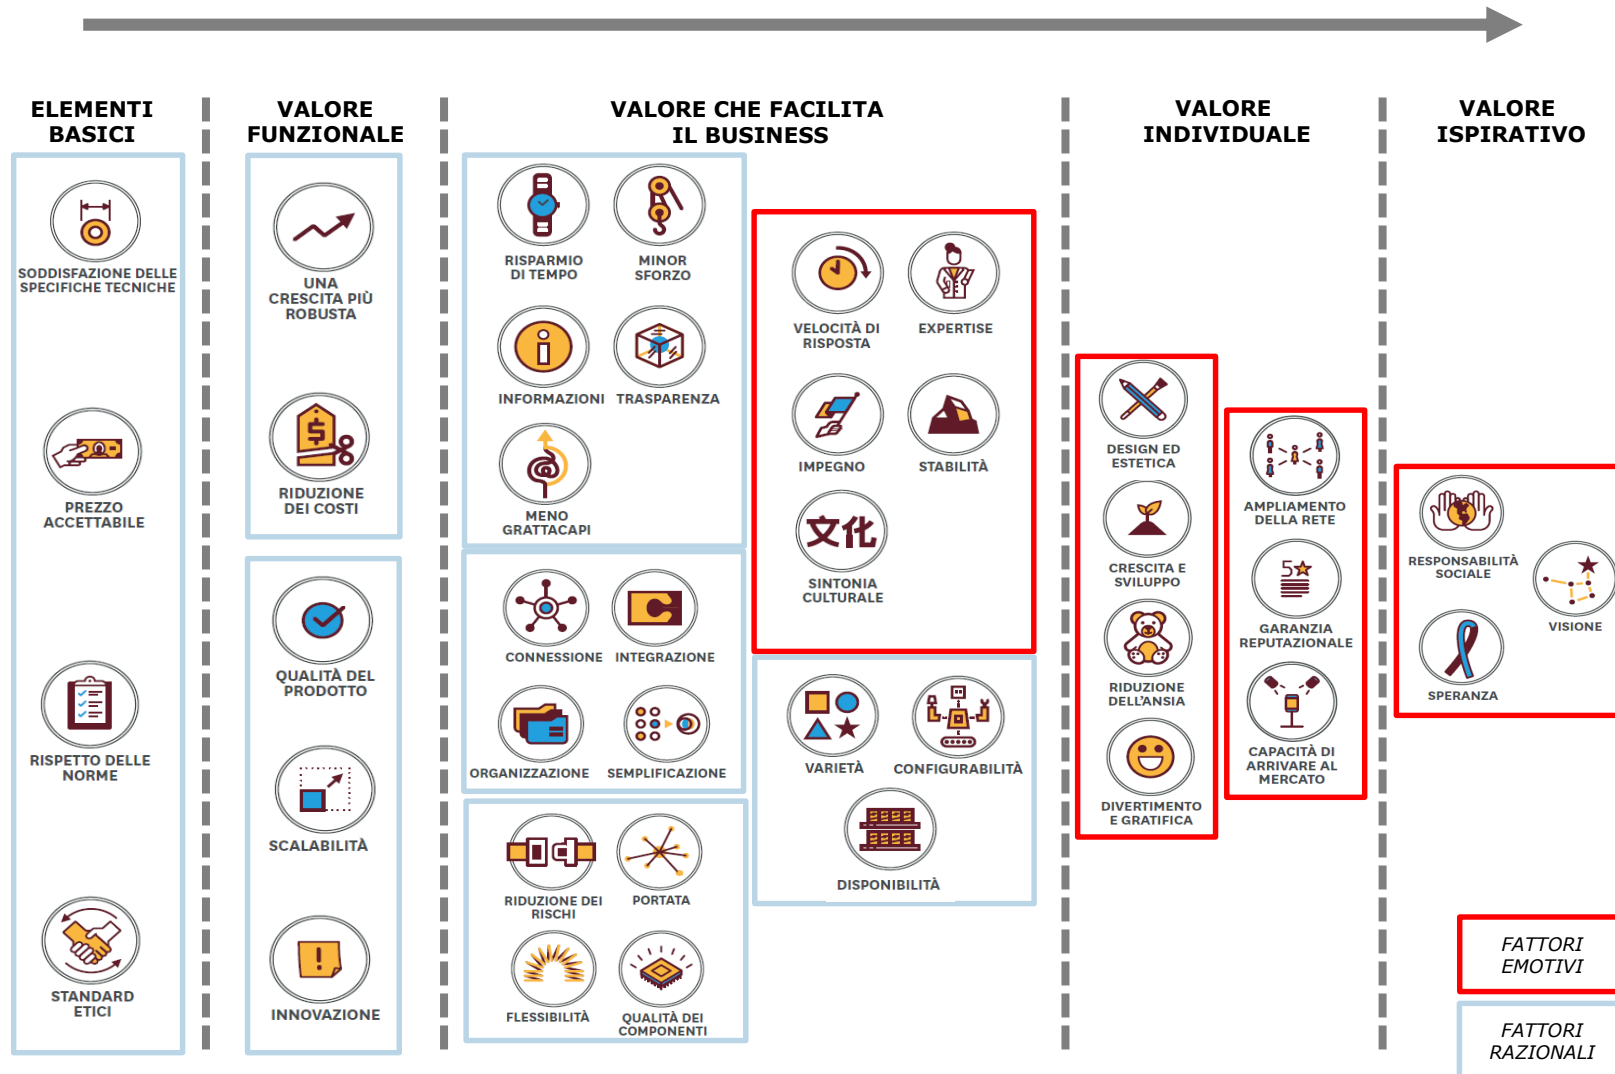 ELEMENTI
BASICI
VALORE
FUNZIONALE
VALORE CHE FACILITA
IL BUSINESS
VALORE
INDIVIDUALE
VALORE
ISPIRATIVO
SODDISFAZIONE DELLE
SPECIFICHE TECNICHE
PREZZO
ACCETTABILE
RISPETTO DELLE
NORME
STANDARD
ETICI
UNA
CRESCITA PIÙ
ROBUSTA
$
RIDUZIONE
DEI COSTI
QUALITÀ DEL
PRODOTTO
SCALABILITÀ
!
INNOVAZIONE
RISPARMIO
DI TEMPO
MINOR
SFORZO
i
INFORMAZIONI
TRASPARENZA
MENO
GRATTACAPI
CONNESSIONE
INTEGRAZIONE
ORGANIZZAZIONE
SEMPLIFICAZIONE
RIDUZIONE DEI
RISCHI
PORTATA
FLESSIBILITÀ
QUALITÀ DEI
COMPONENTI
VELOCITÀ DI
RISPOSTA
EXPERTISE
IMPEGNO
STABILITÀ
文化
SINTONIA
CULTURALE
VARIETÀ
CONFIGURABILITÀ
DISPONIBILITÀ
DESIGN ED
ESTETICA
CRESCITA E
SVILUPPO
RIDUZIONE
DELL'ANSIA
DIVERTIMENTO
E GRATIFICA
AMPLIAMENTO
DELLA RETE
5
GARANZIA
REPUTAZIONALE
CAPACITÀ DI
ARRIVARE AL
MERCATO
RESPONSABILITÀ
SOCIALE
VISIONE
SPERANZA
FATTORI
EMOTIVI
FATTORI
RAZIONALI